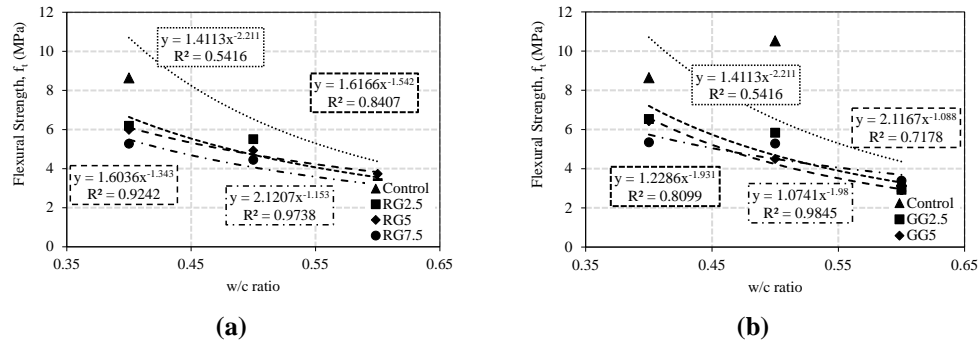 Flexural Strength, fₜ (MPa)
12
10
8
6
4
2
0
y = 1.4113x^-2.211
R² = 0.5416
y = 1.6166x^-1.542
R² = 0.8407
y = 1.6036x^-1.343
R² = 0.9242
y = 2.1207x^-1.153
R² = 0.9738
Control
RG2.5
RG5
RG7.5
0.35
0.45
0.55
0.65
w/c ratio
(a)
Flexural Strength, fₜ (MPa)
12
10
8
6
4
2
0
y = 1.4113x^-2.211
R² = 0.5416
y = 2.1167x^-1.088
R² = 0.7178
y = 1.2286x^-1.931
R² = 0.8099
y = 1.0741x^-1.98
R² = 0.9845
Control
GG2.5
GG5
0.35
0.45
0.55
0.65
w/c ratio
(b)